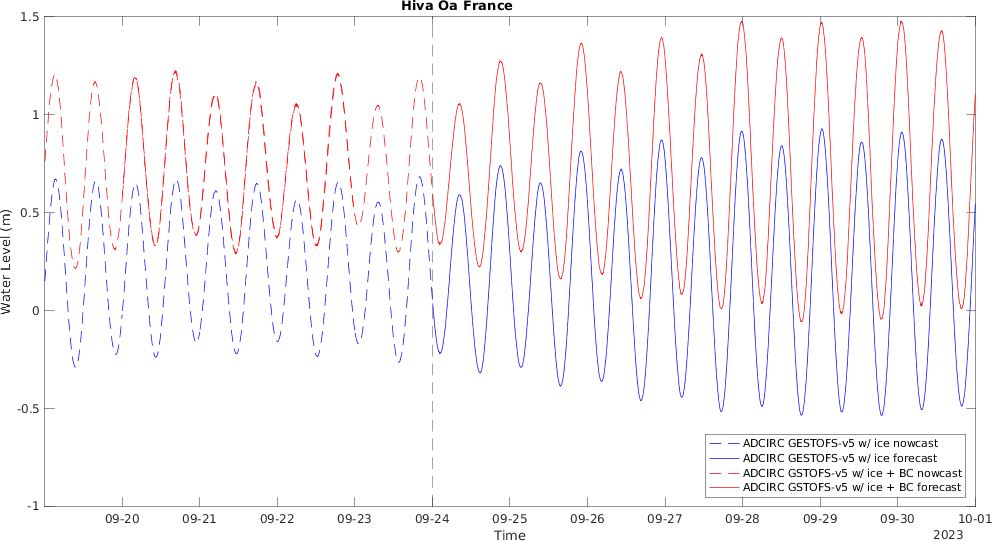 Hiva Oa France
1.5
1
0.5
0
-0.5
-1
Water Level (m)
ADCIRC GESTOFS-v5 w/ ice nowcast
ADCIRC GESTOFS-v5 w/ ice forecast
ADCIRC GSTOFS-v5 w/ ice + BC nowcast
ADCIRC GSTOFS-v5 w/ ice + BC forecast
09-20 09-21 09-22 09-23 09-24 09-25 09-26 09-27 09-28 09-29 09-30 10-01
Time
2023